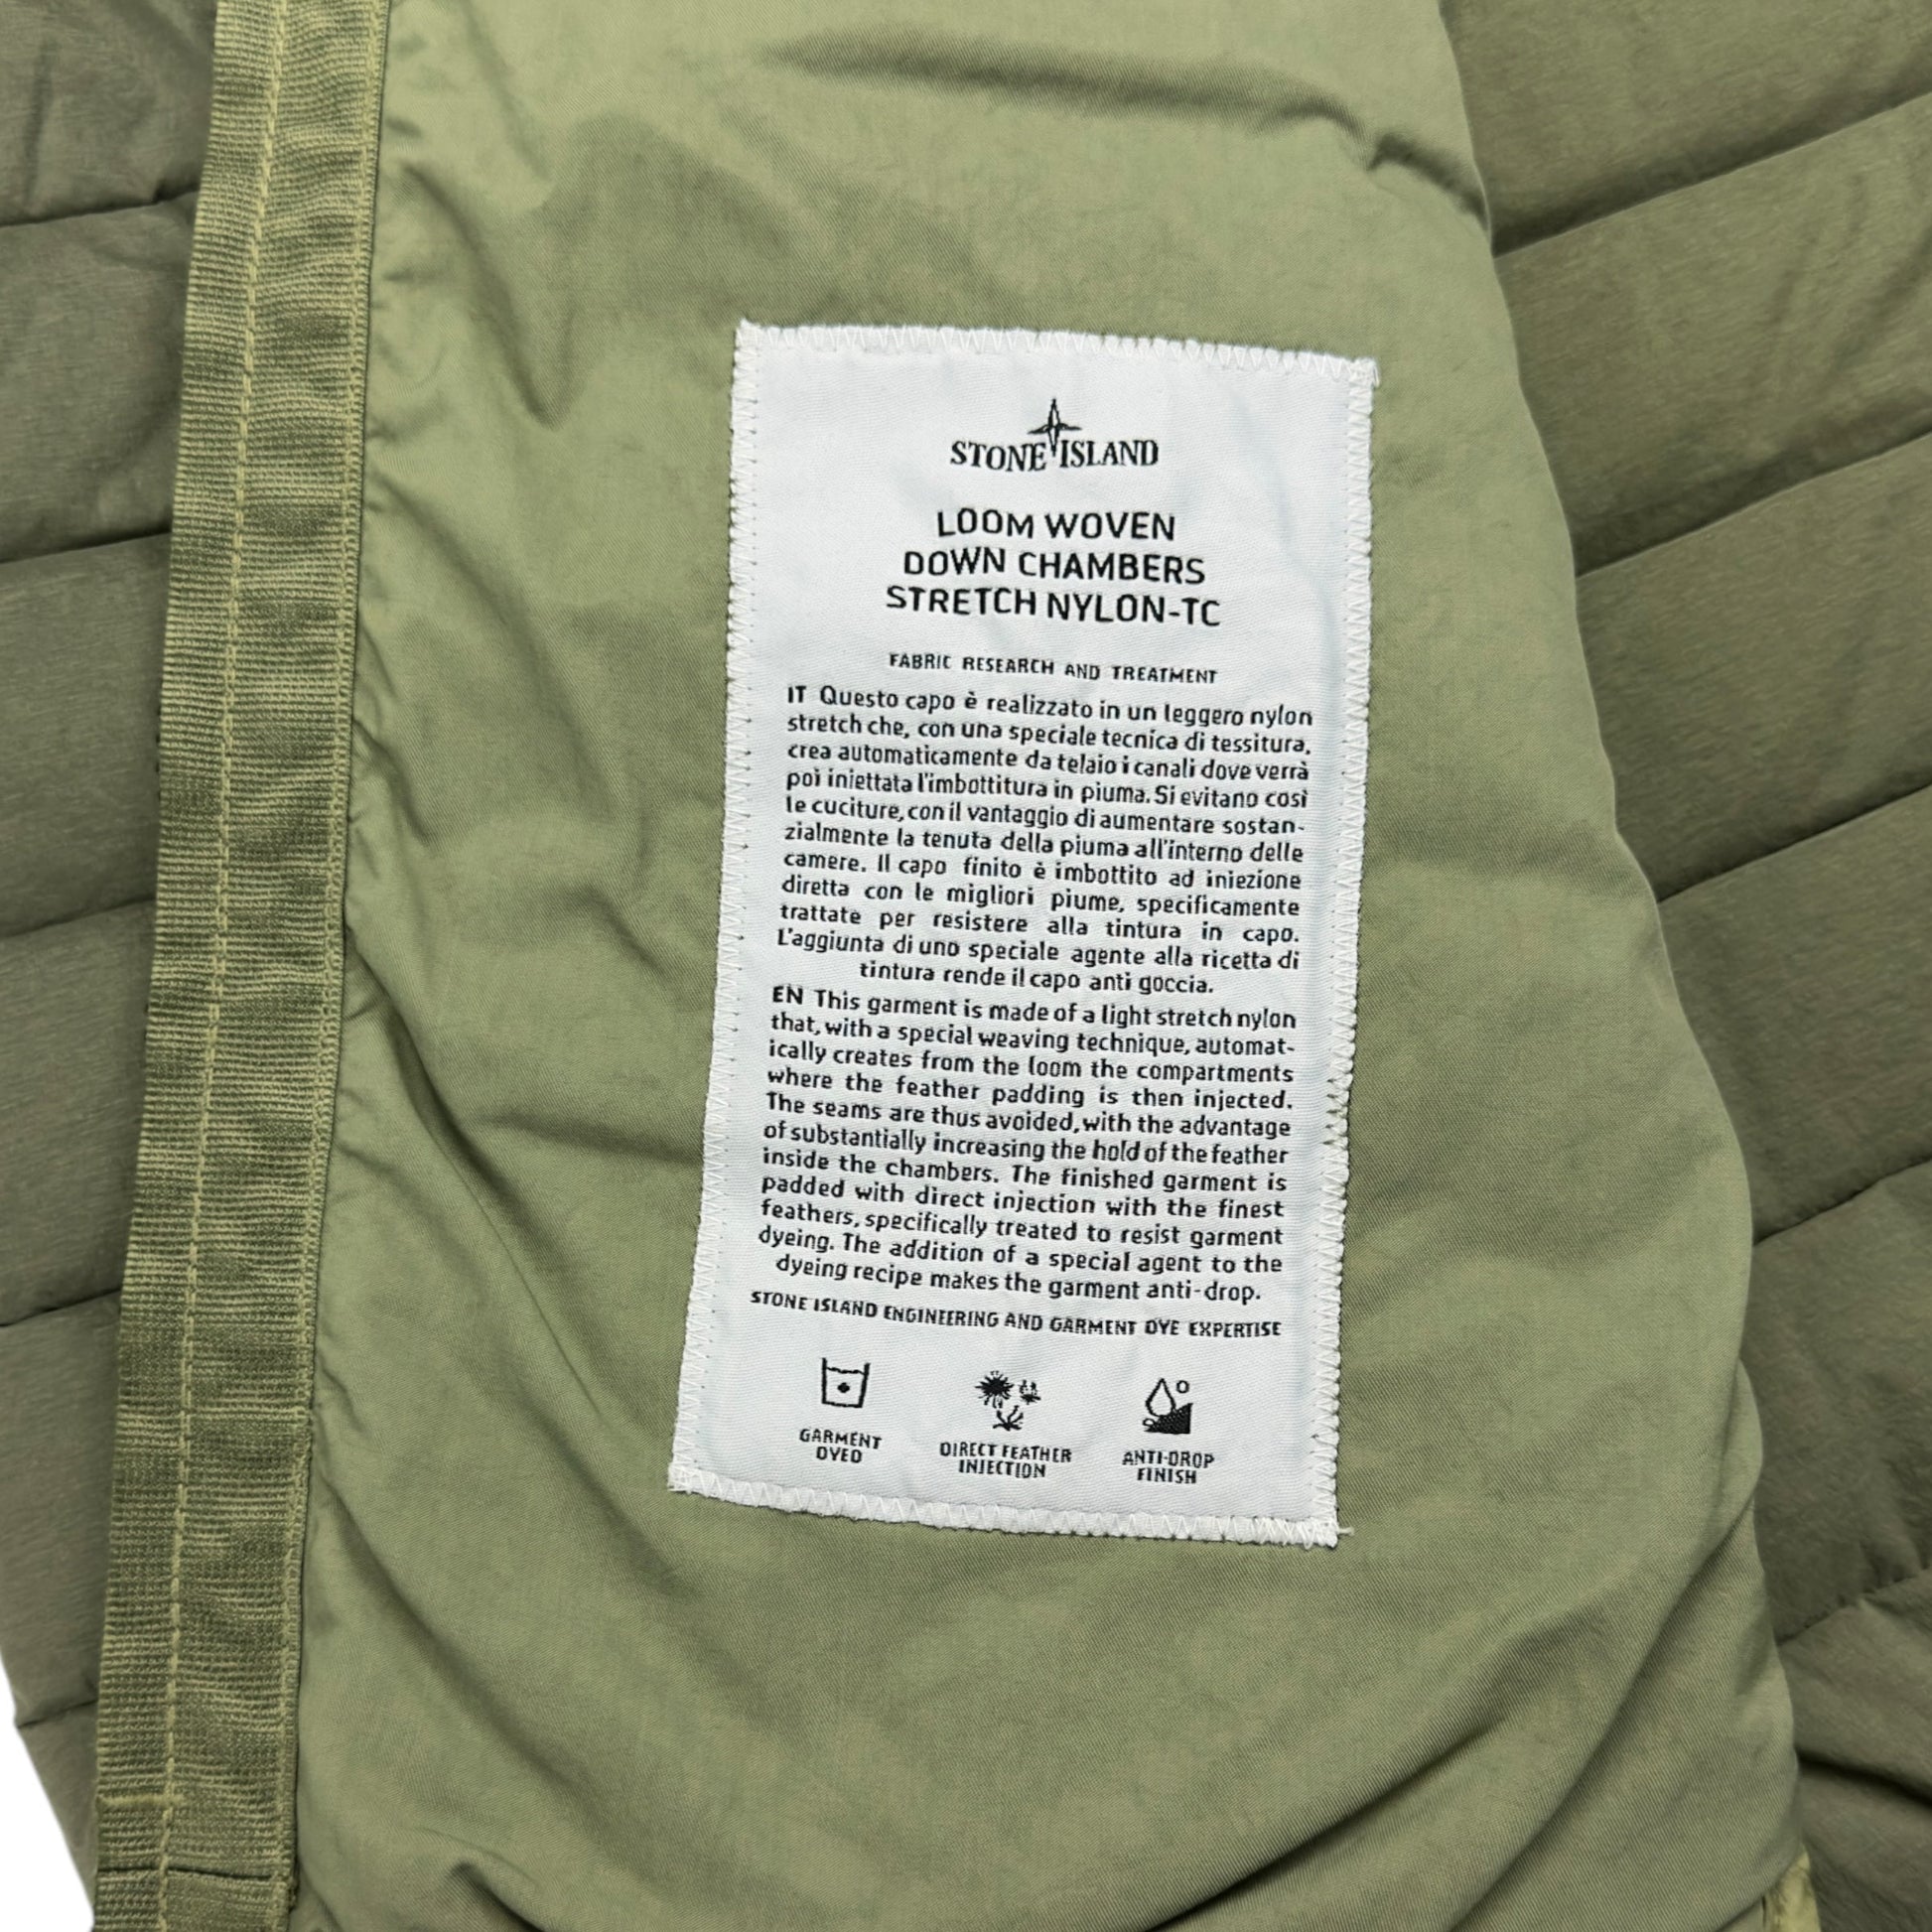 STONE ISLAND
LOOM WOVEN
DOWN CHAMBERS
STRETCH NYLON-TC
FABRIC RESEARCH AND TREATMENT
IT Questo capo è realizzato in un leggero nylon
stretch che, con una speciale tecnica di tessitura,
crea automaticamente da telaio i canali dove verrà
poi iniettata l'imbottitura in piuma. Si evitano così
le cuciture, con il vantaggio di aumentare sostan-
zialmente la tenuta della piuma all'interno delle
camere. Il capo finito è imbottito ad iniezione
diretta con le migliori piume, specificamente
trattate per resistere alla tintura in capo.
L'aggiunta di uno speciale agente alla ricetta di
tintura rende il capo anti goccia.
EN This garment is made of a light stretch nylon
that, with a special weaving technique, automat-
ically creates from the loom the compartments
where the feather padding is then injected.
The seams are thus avoided, with the advantage
of substantially increasing the hold of the feather
inside the chambers. The finished garment is
padded with direct injection with the finest
feathers, specifically treated to resist garment
dyeing. The addition of a special agent to the
dyeing recipe makes the garment anti-drop.
STONE ISLAND ENGINEERING AND GARMENT DYE EXPERTISE
GARMENT DYED
DIRECT FEATHER INJECTION
ANTI-DROP FINISH